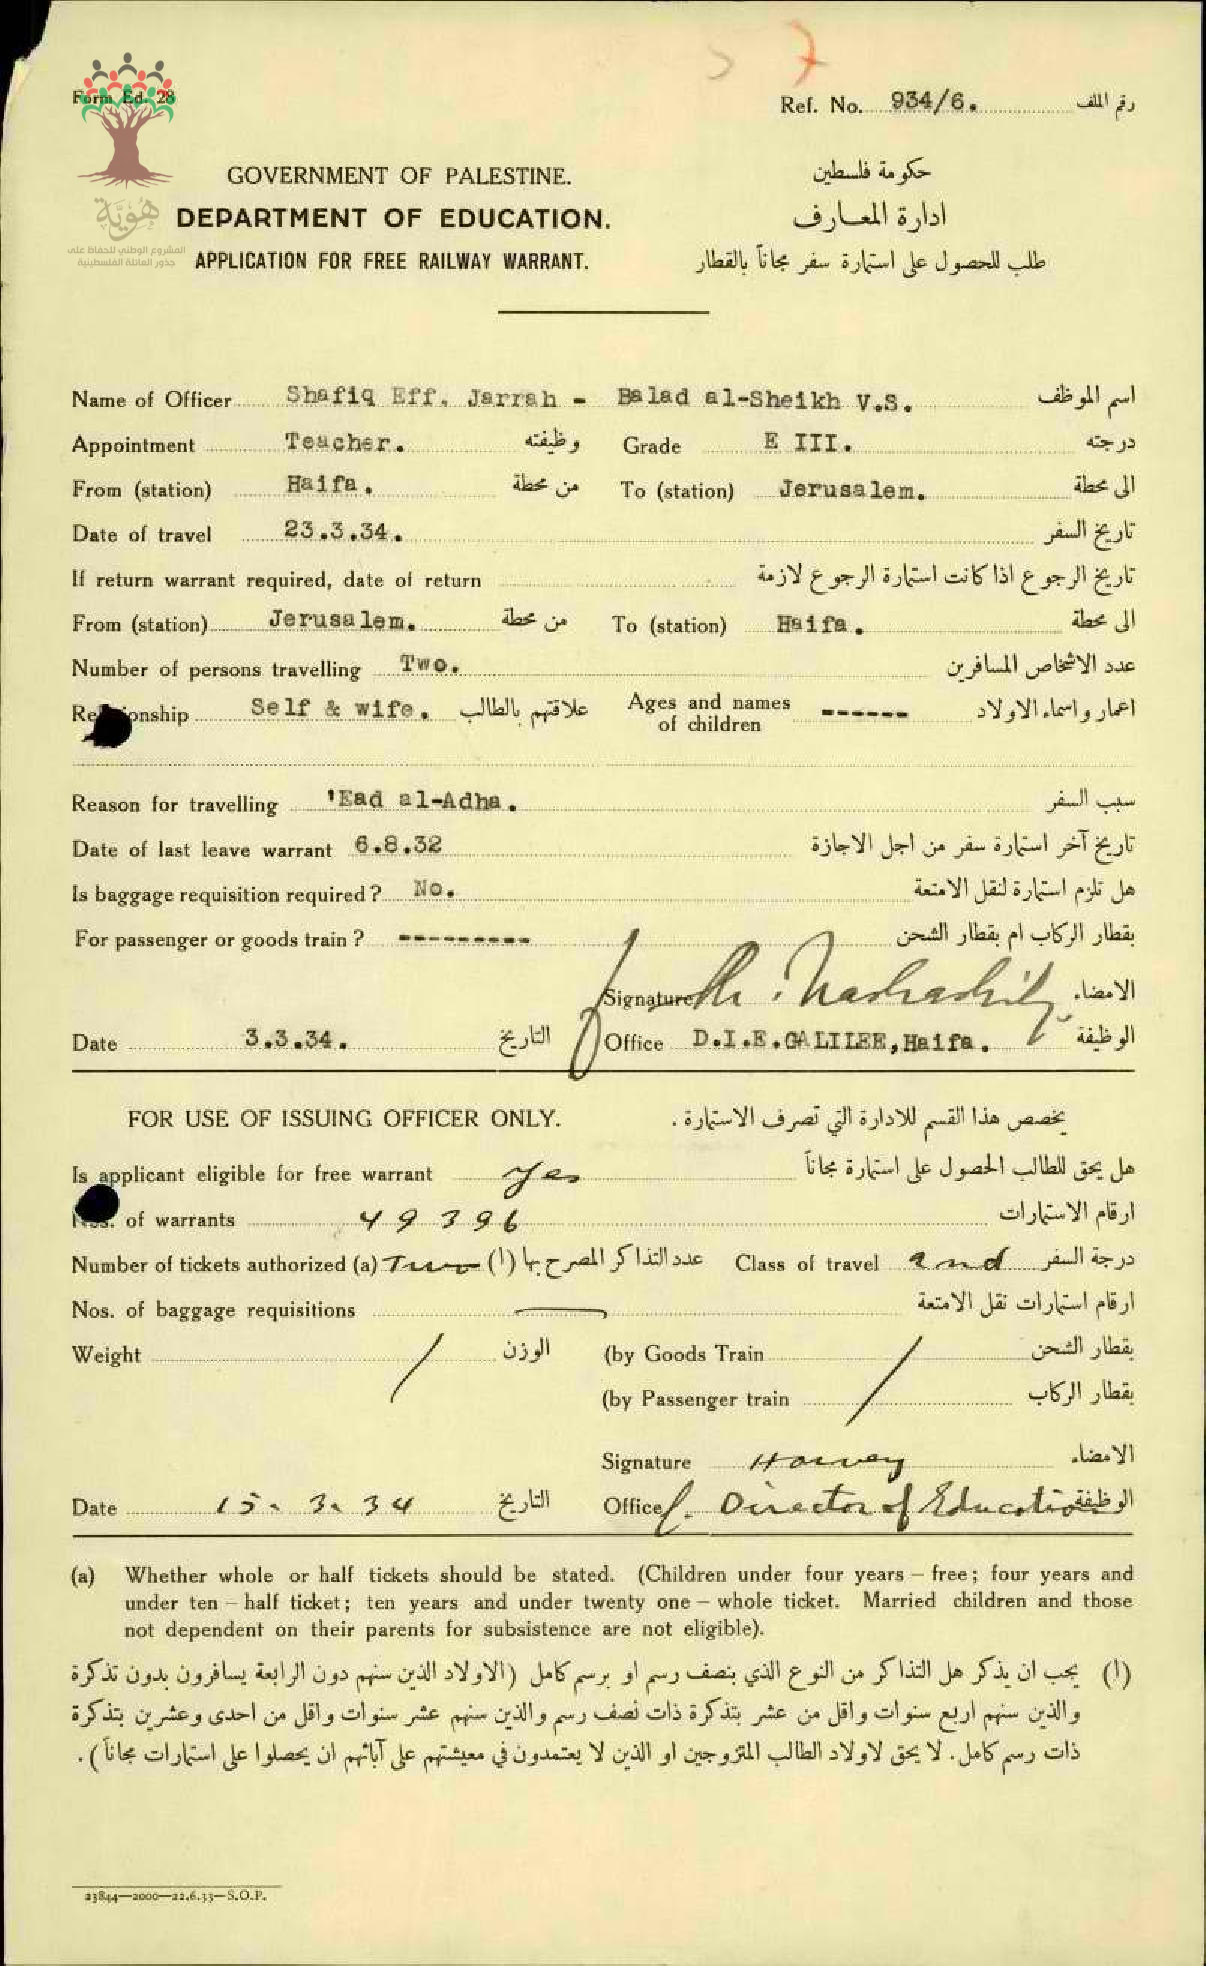 Form Ed. 28
Ref. No. 934/6. رقم الملف
هوية
المشروع الوطني للحفاظ على
جذور العائلة الفلسطينية
GOVERNMENT OF PALESTINE. حكومة فلسطين
DEPARTMENT OF EDUCATION. ادارة المعارف
APPLICATION FOR FREE RAILWAY WARRANT. طلب للحصول على استمارة سفر مجاناً بالقطار
Name of Officer Shafiq Eff. Jarrah - Balad al-Sheikh V.S. اسم الموظف
Appointment Teacher. وظيفته Grade E III. درجته
From (station) Haifa. من محطة To (station) Jerusalem. الى محطة
Date of travel 23.3.34. تاريخ السفر
If return warrant required, date of return تاريخ الرجوع اذا كانت استمارة الرجوع لازمة
From (station) Jerusalem. من محطة To (station) Haifa. الى محطة
Number of persons travelling Two. عدد الاشخاص المسافرين
Re ionship Self & wife. علاقتهم بالطالب Ages and names of children ------ اعمار واسماء الاولاد
Reason for travelling 'Ead al-Adha. سبب السفر
Date of last leave warrant 6.8.32 تاريخ آخر استمارة سفر من اجل الاجازة
Is baggage requisition required? No. هل تلزم استمارة لنقل الامتعة
For passenger or goods train? --------- بقطار الركاب ام بقطار الشحن
Signature Nashashibi الامضاء
Date 3.3.34. التاريخ Office D.I.E.GALILEE,Haifa. الوظيفة
FOR USE OF ISSUING OFFICER ONLY. يخصص هذا القسم للادارة التي تصرف الاستمارة .
Is applicant eligible for free warrant yes هل يحق للطالب الحصول على استمارة مجاناً
Nos. of warrants 49396 ارقام الاستمارات
Number of tickets authorized (a) Two عدد التذاكر المصرح بها (ا) Class of travel 2nd درجة السفر
Nos. of baggage requisitions — ارقام استمارات نقل الامتعة
Weight / الوزن (by Goods Train / بقطار الشحن
(by Passenger train بقطار الركاب
Signature Harvey الامضاء
Date 15.3.34 التاريخ Office f. Director of Education الوظيفة
(a) Whether whole or half tickets should be stated. (Children under four years – free; four years and
under ten – half ticket; ten years and under twenty one – whole ticket. Married children and those
not dependent on their parents for subsistence are not eligible).
(ا) يجب ان يذكر هل التذاكر من النوع الذي بنصف رسم او برسم كامل (الاولاد الذين سنهم دون الرابعة يسافرون بدون تذكرة
والذين سنهم اربع سنوات واقل من عشر بتذكرة ذات نصف رسم والذين سنهم عشر سنوات واقل من احدى وعشرين بتذكرة
ذات رسم كامل. لا يحق لاولاد الطالب المتزوجين او الذين لا يعتمدون في معيشتهم على آبائهم ان يحصلوا على استمارات مجاناً).
23844—2000—22.6.33—S.O.P.